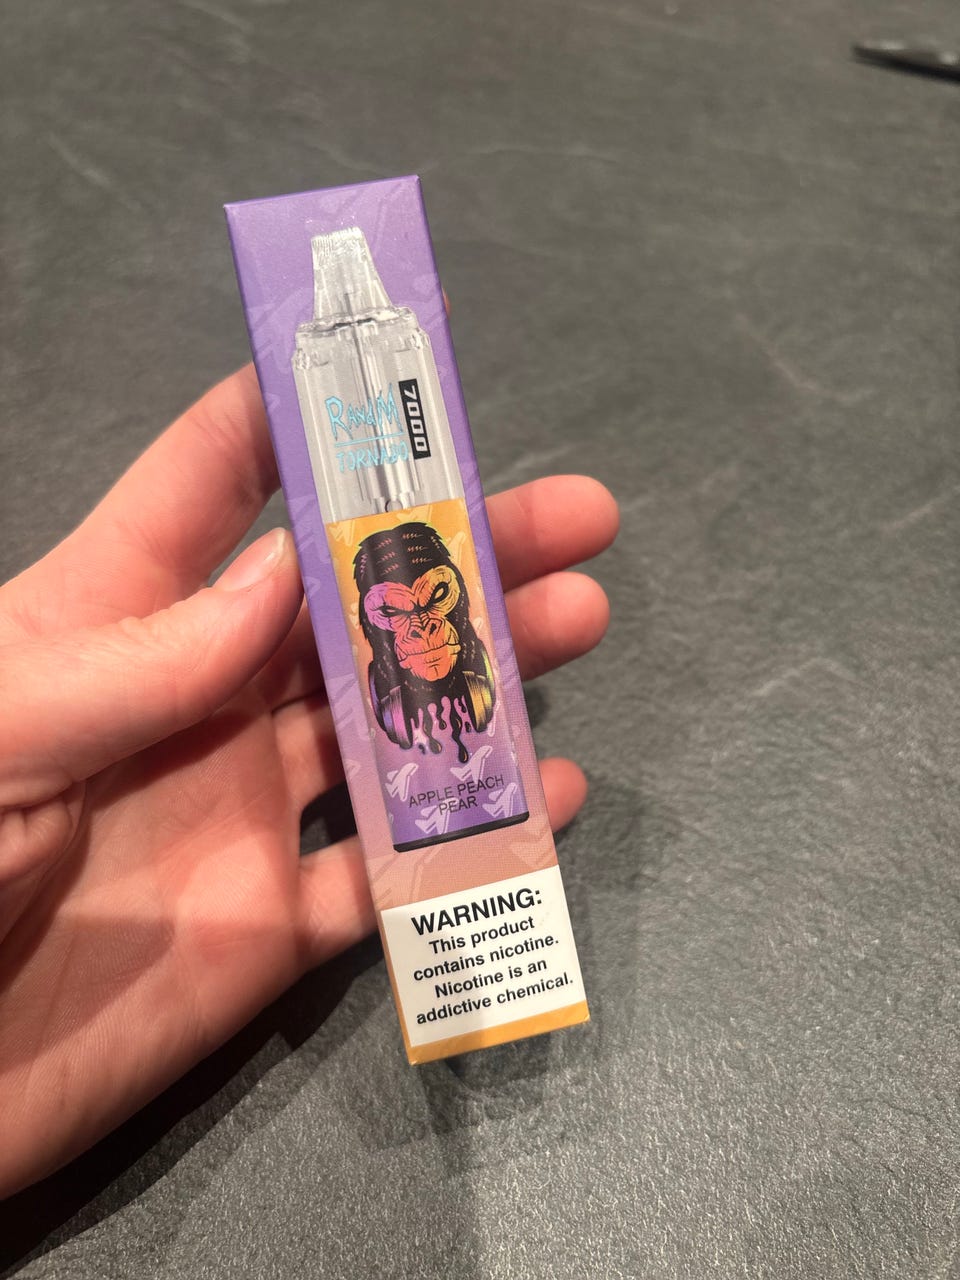 RandM
TORNADO
7000
APPLE PEACH
PEAR
WARNING:
This product
contains nicotine.
Nicotine is an
addictive chemical.